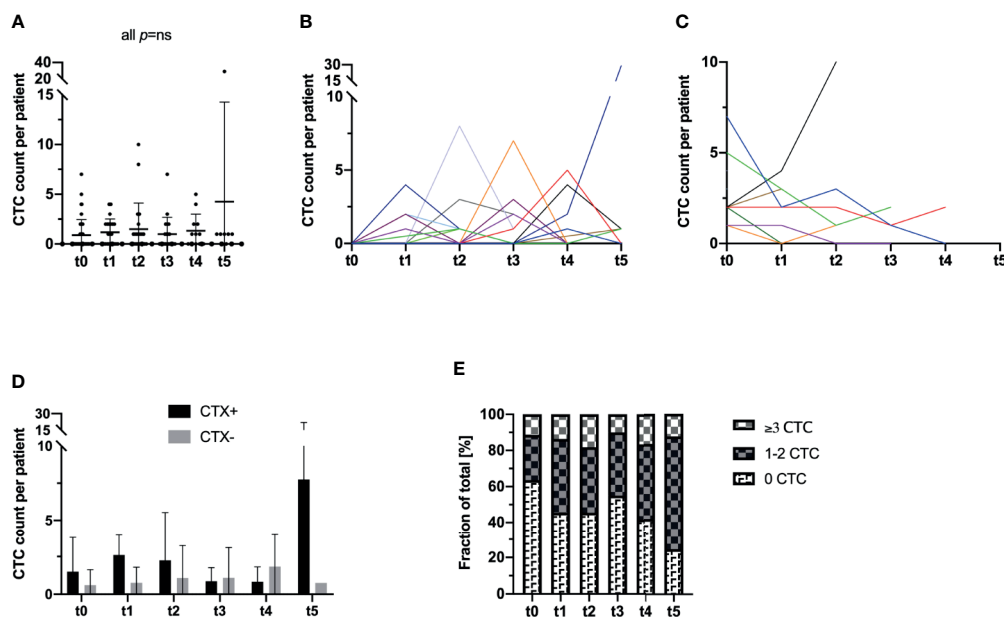 A
all p=ns
CTC count per patient
40
20
15
10
5
0
t0 t1 t2 t3 t4 t5
B
CTC count per patient
30
15
10
5
0
t0 t1 t2 t3 t4 t5
C
CTC count per patient
10
5
0
t0 t1 t2 t3 t4 t5
D
CTC count per patient
30
15
10
5
0
t0 t1 t2 t3 t4 t5
CTX+
CTX-
E
Fraction of total [%]
100
80
60
40
20
0
t0 t1 t2 t3 t4 t5
≥3 CTC
1-2 CTC
0 CTC